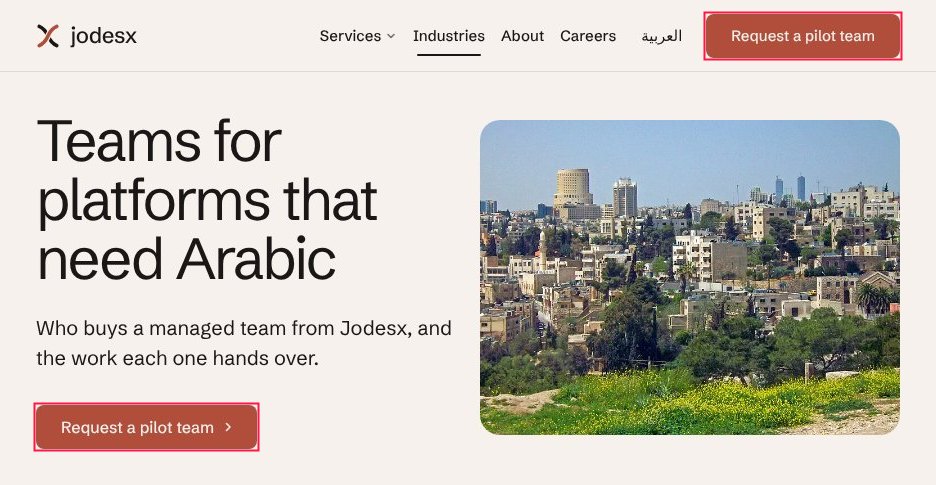 jodesx
Services
Industries
About
Careers
العربية
Request a pilot team
Teams for
platforms that
need Arabic
Who buys a managed team from Jodesx, and
the work each one hands over.
Request a pilot team